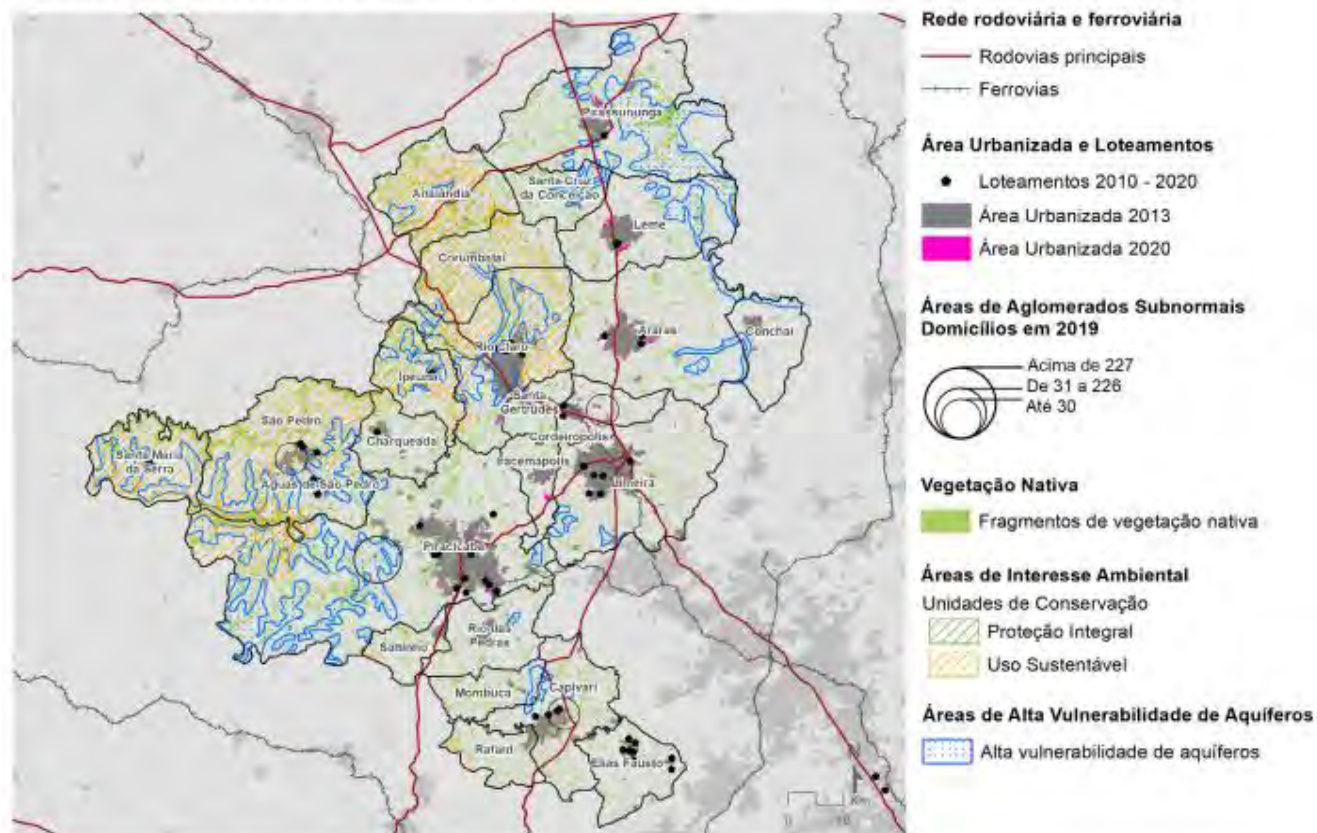 Pirassununga
Analândia
Santa Cruz
da Conceição
Leme
Corumbataí
Araras
Conchal
Rio Claro
Ipeúna
Santa
Gertrudes
São Pedro
Charqueada
Cordeirópolis
Santa Maria
da Serra
Iracemápolis
Limeira
Águas de São Pedro
Piracicaba
Rio das
Pedras
Saltinho
Mombuca
Capivari
Rafard
Elias Fausto
N
Km
0 10
Rede rodoviária e ferroviária
Rodovias principais
Ferrovias
Área Urbanizada e Loteamentos
Loteamentos 2010 - 2020
Área Urbanizada 2013
Área Urbanizada 2020
Áreas de Aglomerados Subnormais
Domicílios em 2019
Acima de 227
De 31 a 226
Até 30
Vegetação Nativa
Fragmentos de vegetação nativa
Áreas de Interesse Ambiental
Unidades de Conservação
Proteção Integral
Uso Sustentável
Áreas de Alta Vulnerabilidade de Aquíferos
Alta vulnerabilidade de aquíferos